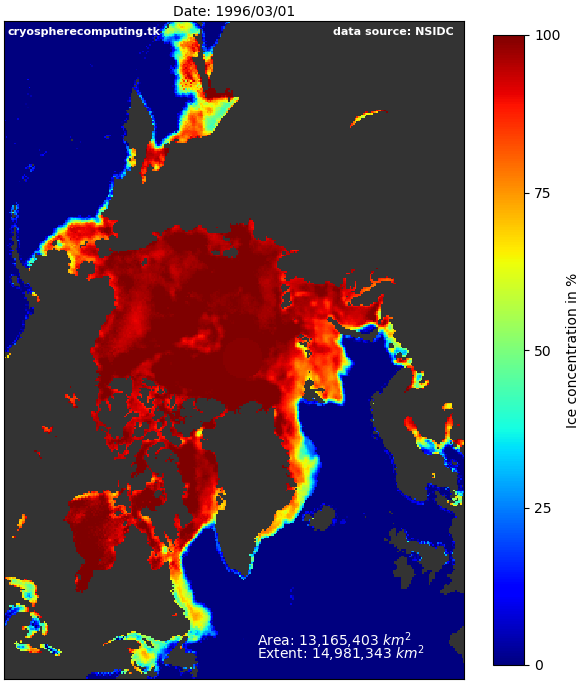 Date: 1996/03/01
cryospherecomputing.tk
data source: NSIDC
100
75
50
25
0
Ice concentration in %
Area: 13,165,403 km²
Extent: 14,981,343 km²